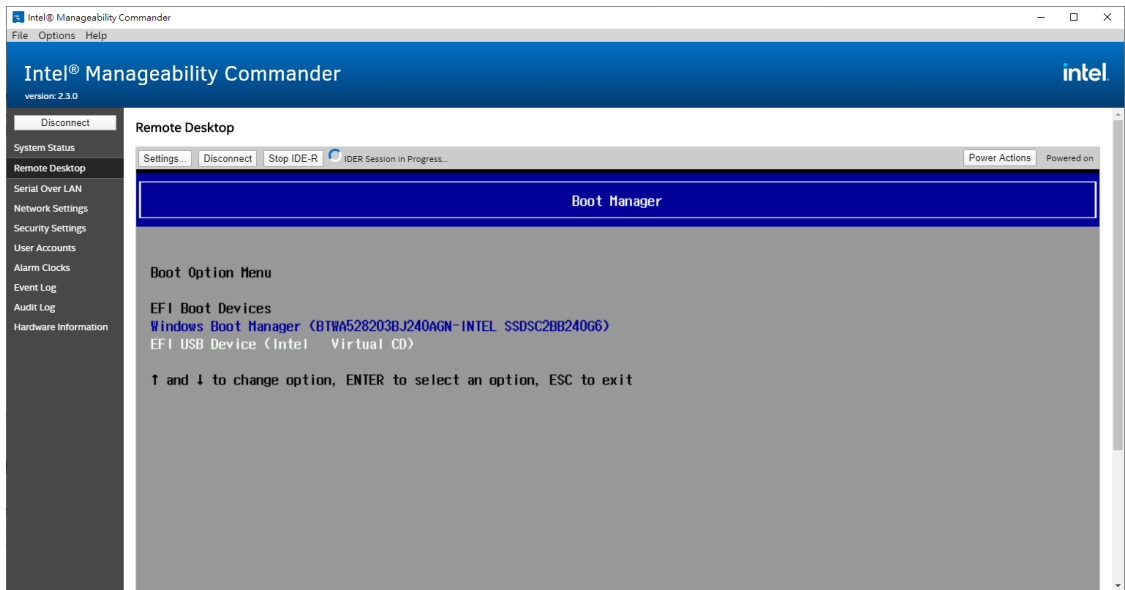 Intel® Manageability Commander
File Options Help
Intel® Manageability Commander
version: 2.3.0
intel.
Disconnect
System Status
Remote Desktop
Serial Over LAN
Network Settings
Security Settings
User Accounts
Alarm Clocks
Event Log
Audit Log
Hardware Information
Remote Desktop
Settings... Disconnect Stop IDE-R IDER Session in Progress... Power Actions Powered on
Boot Manager
Boot Option Menu
EFI Boot Devices
Windows Boot Manager (BTWA528203BJ240AGN-INTEL SSDSC2BB240G6)
EFI USB Device (Intel Virtual CD)
↑ and ↓ to change option, ENTER to select an option, ESC to exit